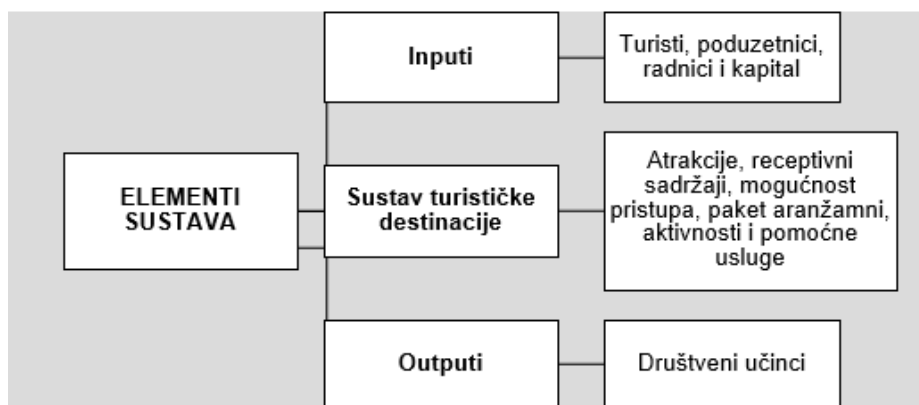 Inputi
Turisti, poduzetnici,
radnici i kapital
ELEMENTI
SUSTAVA
Sustav turističke
destinacije
Atrakcije, receptivni
sadržaji, mogućnost
pristupa, paket aranžamni,
aktivnosti i pomoćne
usluge
Outputi
Društveni učinci